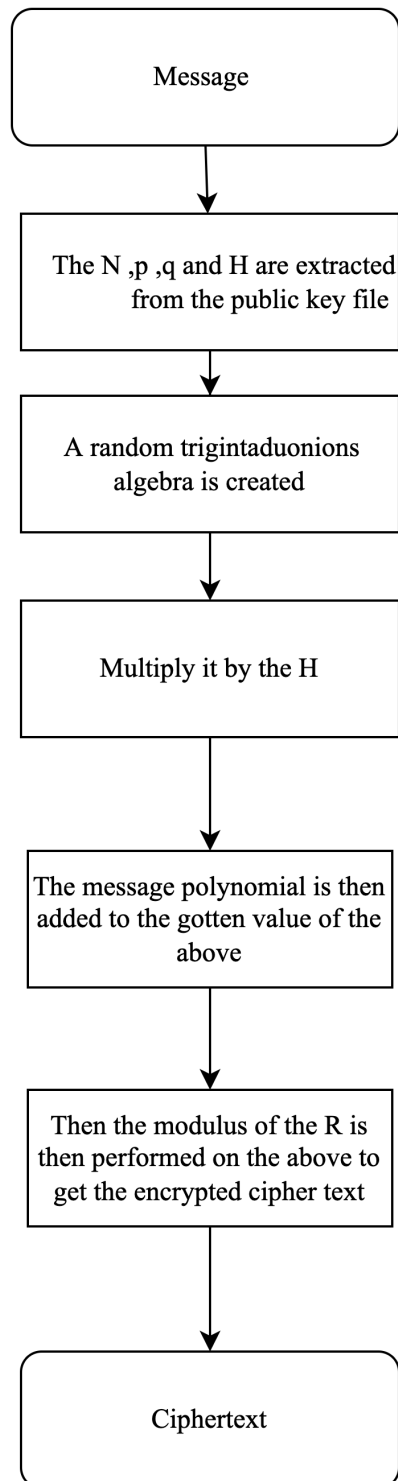 Message
The N ,p ,q and H are extracted
from the public key file
A random trigintaduonions
algebra is created
Multiply it by the H
The message polynomial is then
added to the gotten value of the
above
Then the modulus of the R is
then performed on the above to
get the encrypted cipher text
Ciphertext